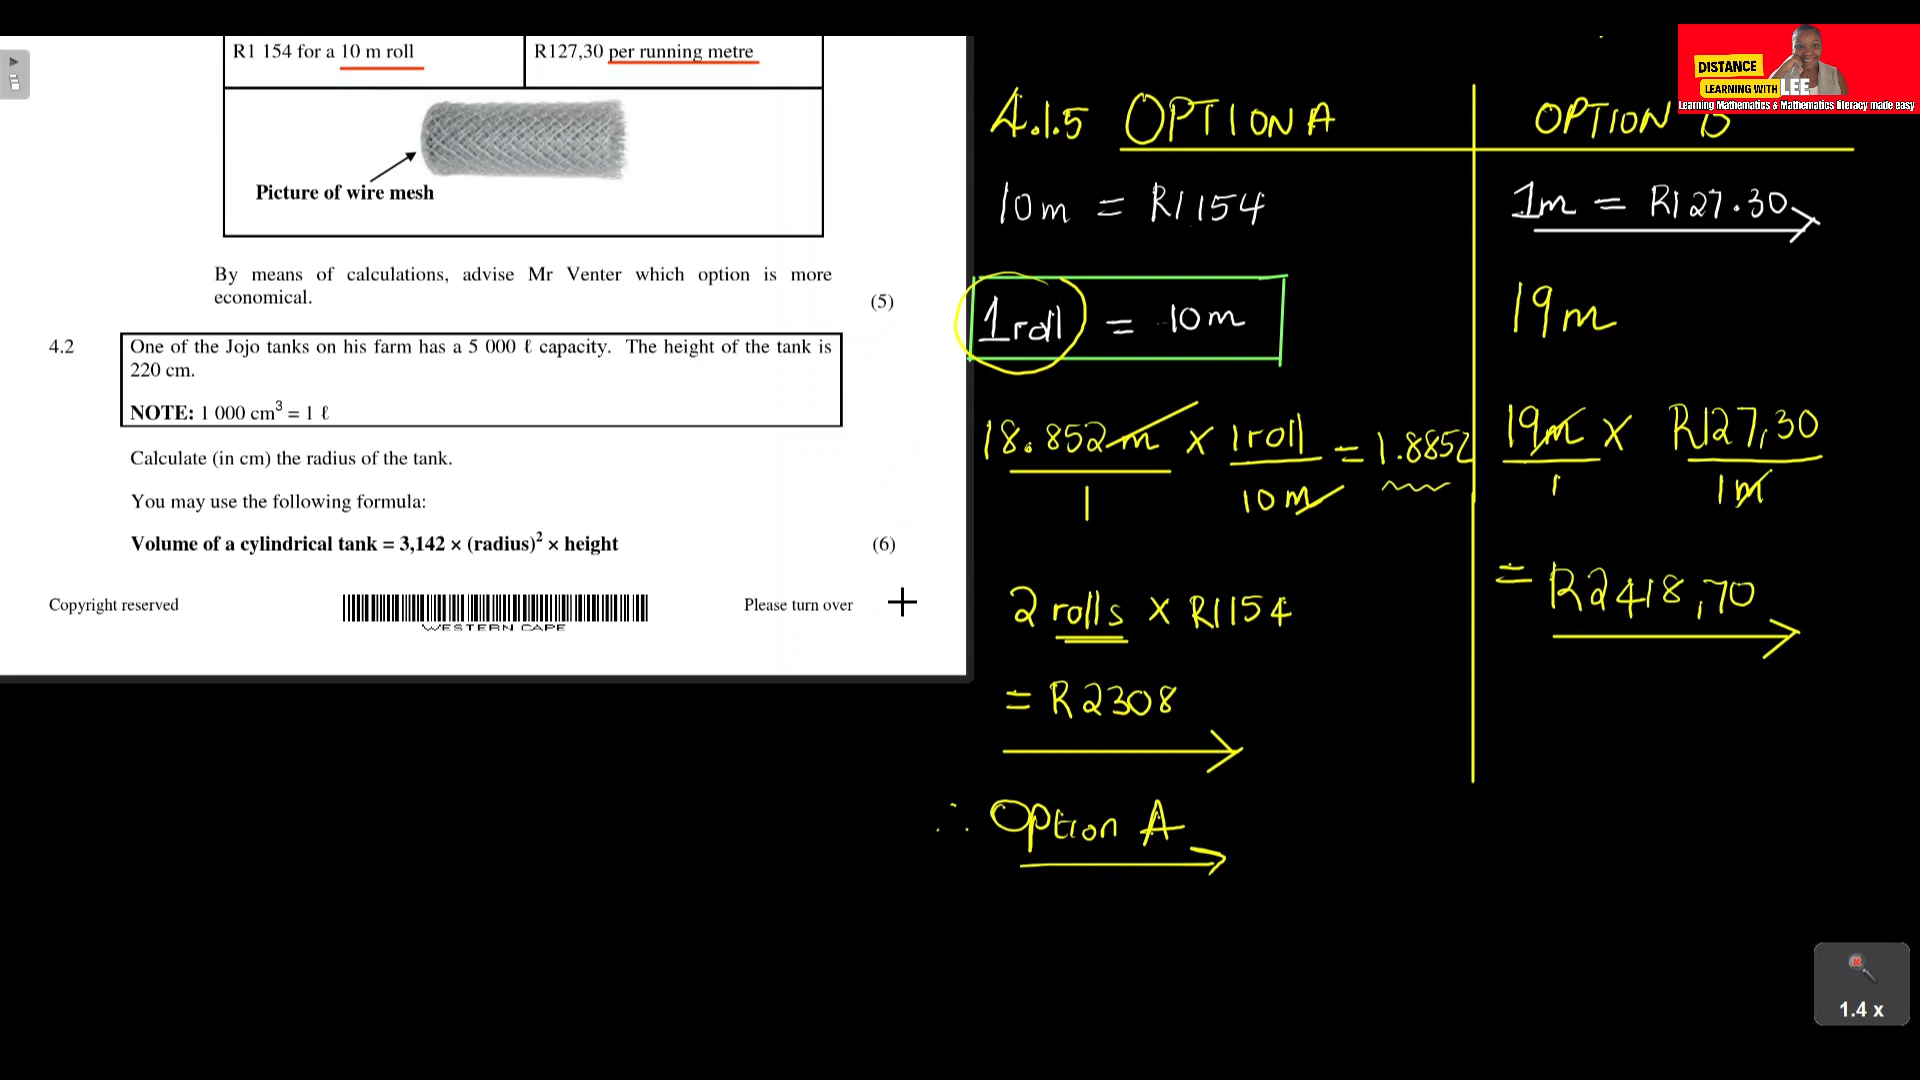 R1 154 for a 10 m roll
R127,30 per running metre
Picture of wire mesh
By means of calculations, advise Mr Venter which option is more
economical.
(5)
4.2
One of the Jojo tanks on his farm has a 5 000 ℓ capacity. The height of the tank is
220 cm.
NOTE: 1 000 cm³ = 1 ℓ
Calculate (in cm) the radius of the tank.
You may use the following formula:
Volume of a cylindrical tank = 3,142 × (radius)² × height
(6)
Copyright reserved
WESTERN CAPE
Please turn over
4.1.5 OPTION A
10m = R1154
1 roll = 10m
18.852m/1 × 1 roll/10m = 1.8852
2 rolls × R1154
= R2308
∴ Option A
OPTION B
1m = R127.30
19m
19m/1 × R127,30/1m
= R2418,70
DISTANCE
LEARNING WITH LEE
Learning Mathematics & Mathematics literacy made easy
1.4 x